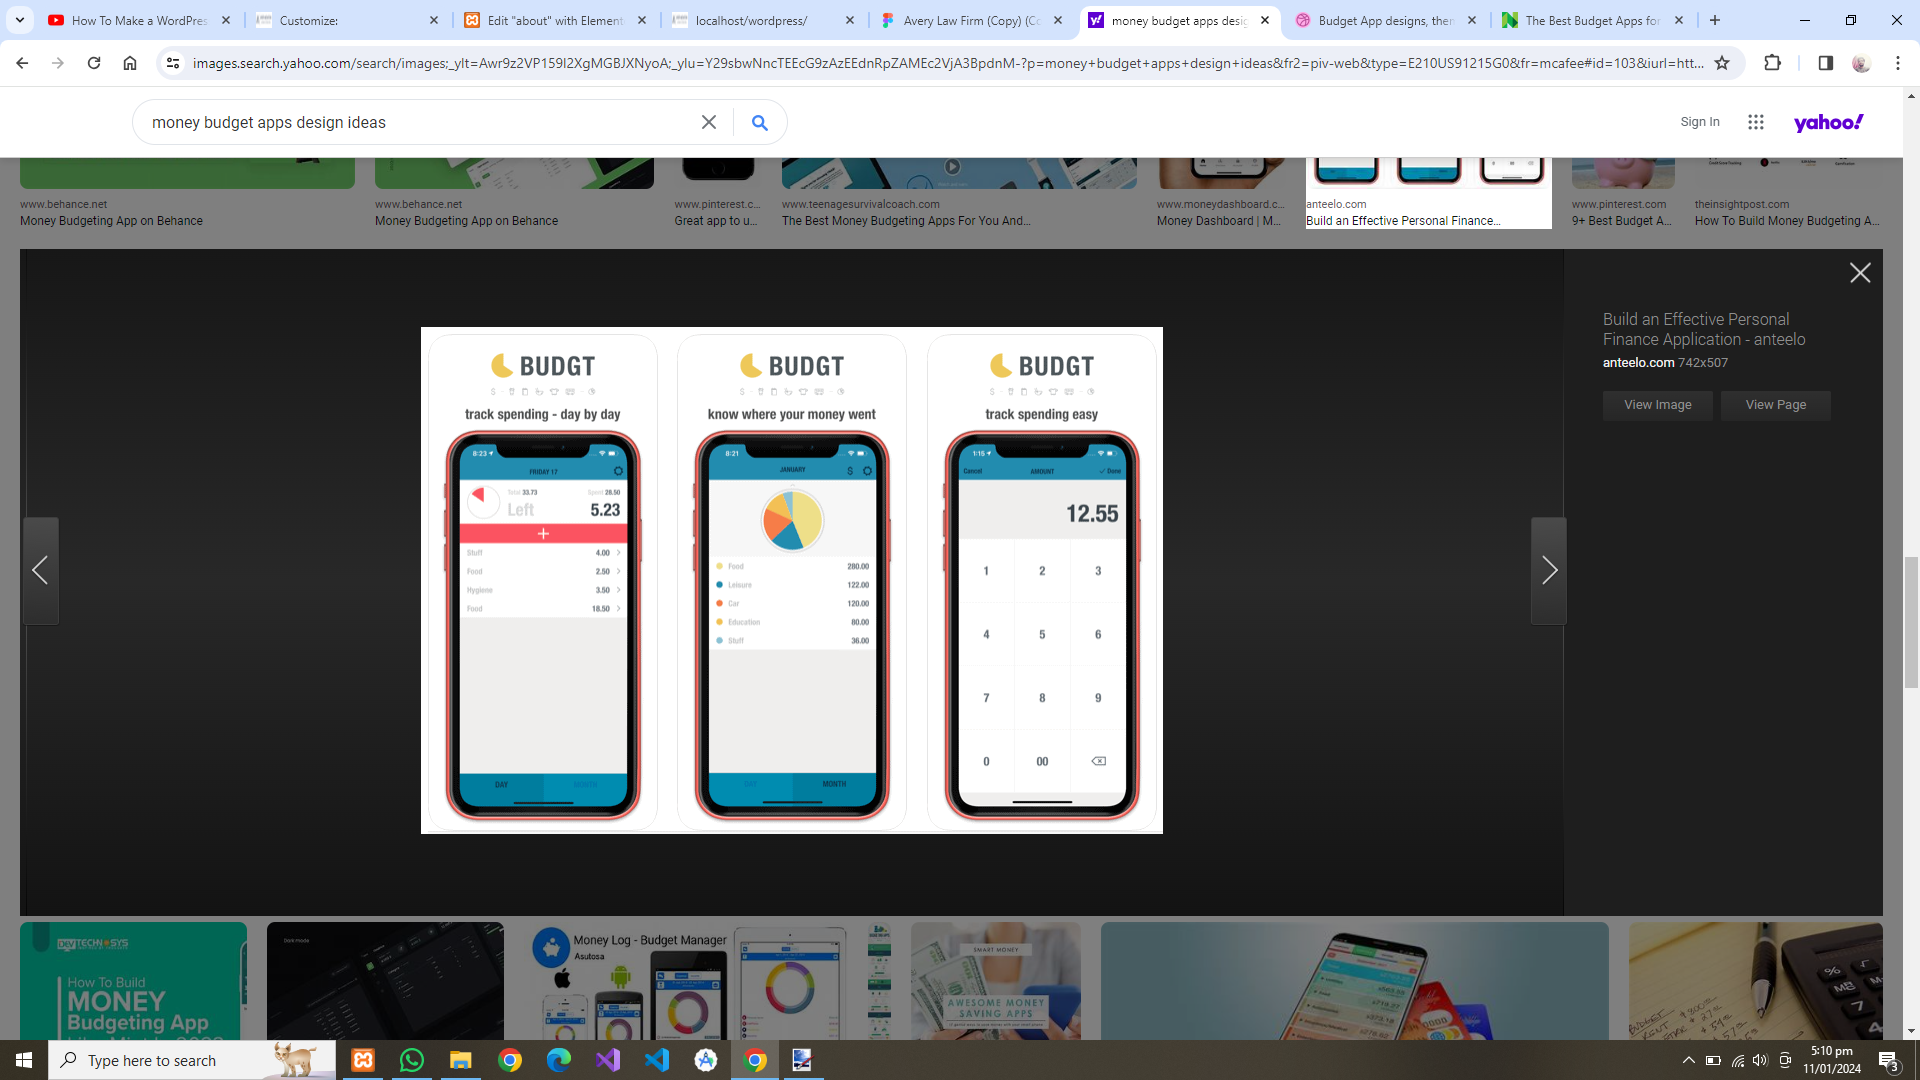 How To Make a WordPres
Customize:
Edit "about" with Element
localhost/wordpress/
Avery Law Firm (Copy) (Co
money budget apps desig
Budget App designs, then
The Best Budget Apps for
images.search.yahoo.com/search/images;_ylt=Awr9z2VP159lI2XgMGBJXNyoA;_ylu=Y29sbwNncTEEcG9zAzEEdnRpZAMEc2VjA3BpdnM-?p=money+budget+apps+design+ideas&fr2=piv-web&type=E210US91215G0&fr=mcafee#id=103&iurl=htt...
money budget apps design ideas
Sign In
yahoo!
www.behance.net
Money Budgeting App on Behance
www.behance.net
Money Budgeting App on Behance
www.pinterest.c...
Great app to u...
www.teenagesurvivalcoach.com
The Best Money Budgeting Apps For You And...
www.moneydashboard.c...
Money Dashboard | M...
anteelo.com
Build an Effective Personal Finance...
www.pinterest.com
9+ Best Budget A...
theinsightpost.com
How To Build Money Budgeting A...
Build an Effective Personal
Finance Application - anteelo
anteelo.com 742x507
View Image
View Page
BUDGT
track spending - day by day
8:23
FRIDAY 17
Total 33.73
Spent 28.50
Left
5.23
+
Stuff 4.00
Food 2.50
Hygiene 3.50
Food 18.50
DAY
MONTH
BUDGT
know where your money went
8:21
JANUARY
$
Food 280.00
Leisure 122.00
Car 120.00
Education 80.00
Stuff 36.00
DAY
MONTH
BUDGT
track spending easy
1:15
Cancel
AMOUNT
Done
12.55
1 2 3
4 5 6
7 8 9
0 00
TECHNOSYS
How To Build
MONEY
Budgeting App
Dark mode
Money Log - Budget Manager
Asutosa
SMART MONEY
AWESOME MONEY
SAVING APPS
Type here to search
5:10 pm
11/01/2024
3